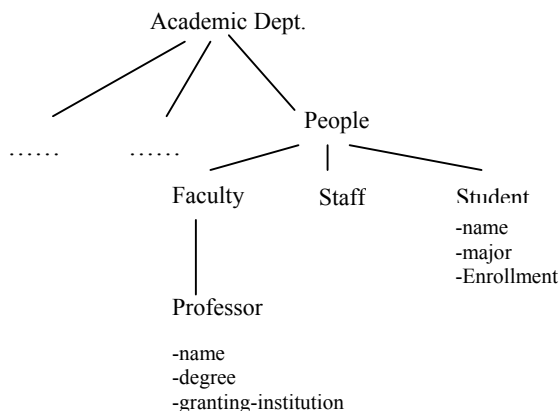 Academic Dept.
People
...... ......
Faculty Staff Student
-name
-major
-Enrollment
Professor
-name
-degree
-granting-institution